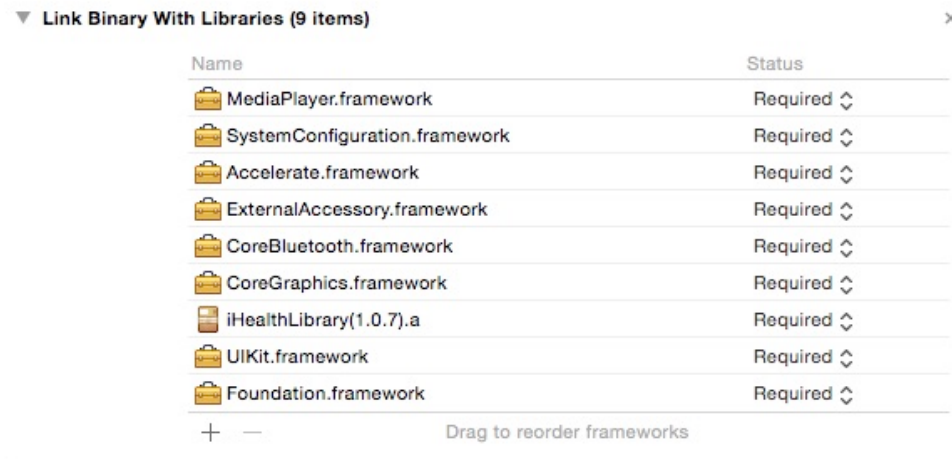 Link Binary With Libraries (9 items)
Name Status
MediaPlayer.framework Required
SystemConfiguration.framework Required
Accelerate.framework Required
ExternalAccessory.framework Required
CoreBluetooth.framework Required
CoreGraphics.framework Required
iHealthLibrary(1.0.7).a Required
UIKit.framework Required
Foundation.framework Required
Drag to reorder frameworks